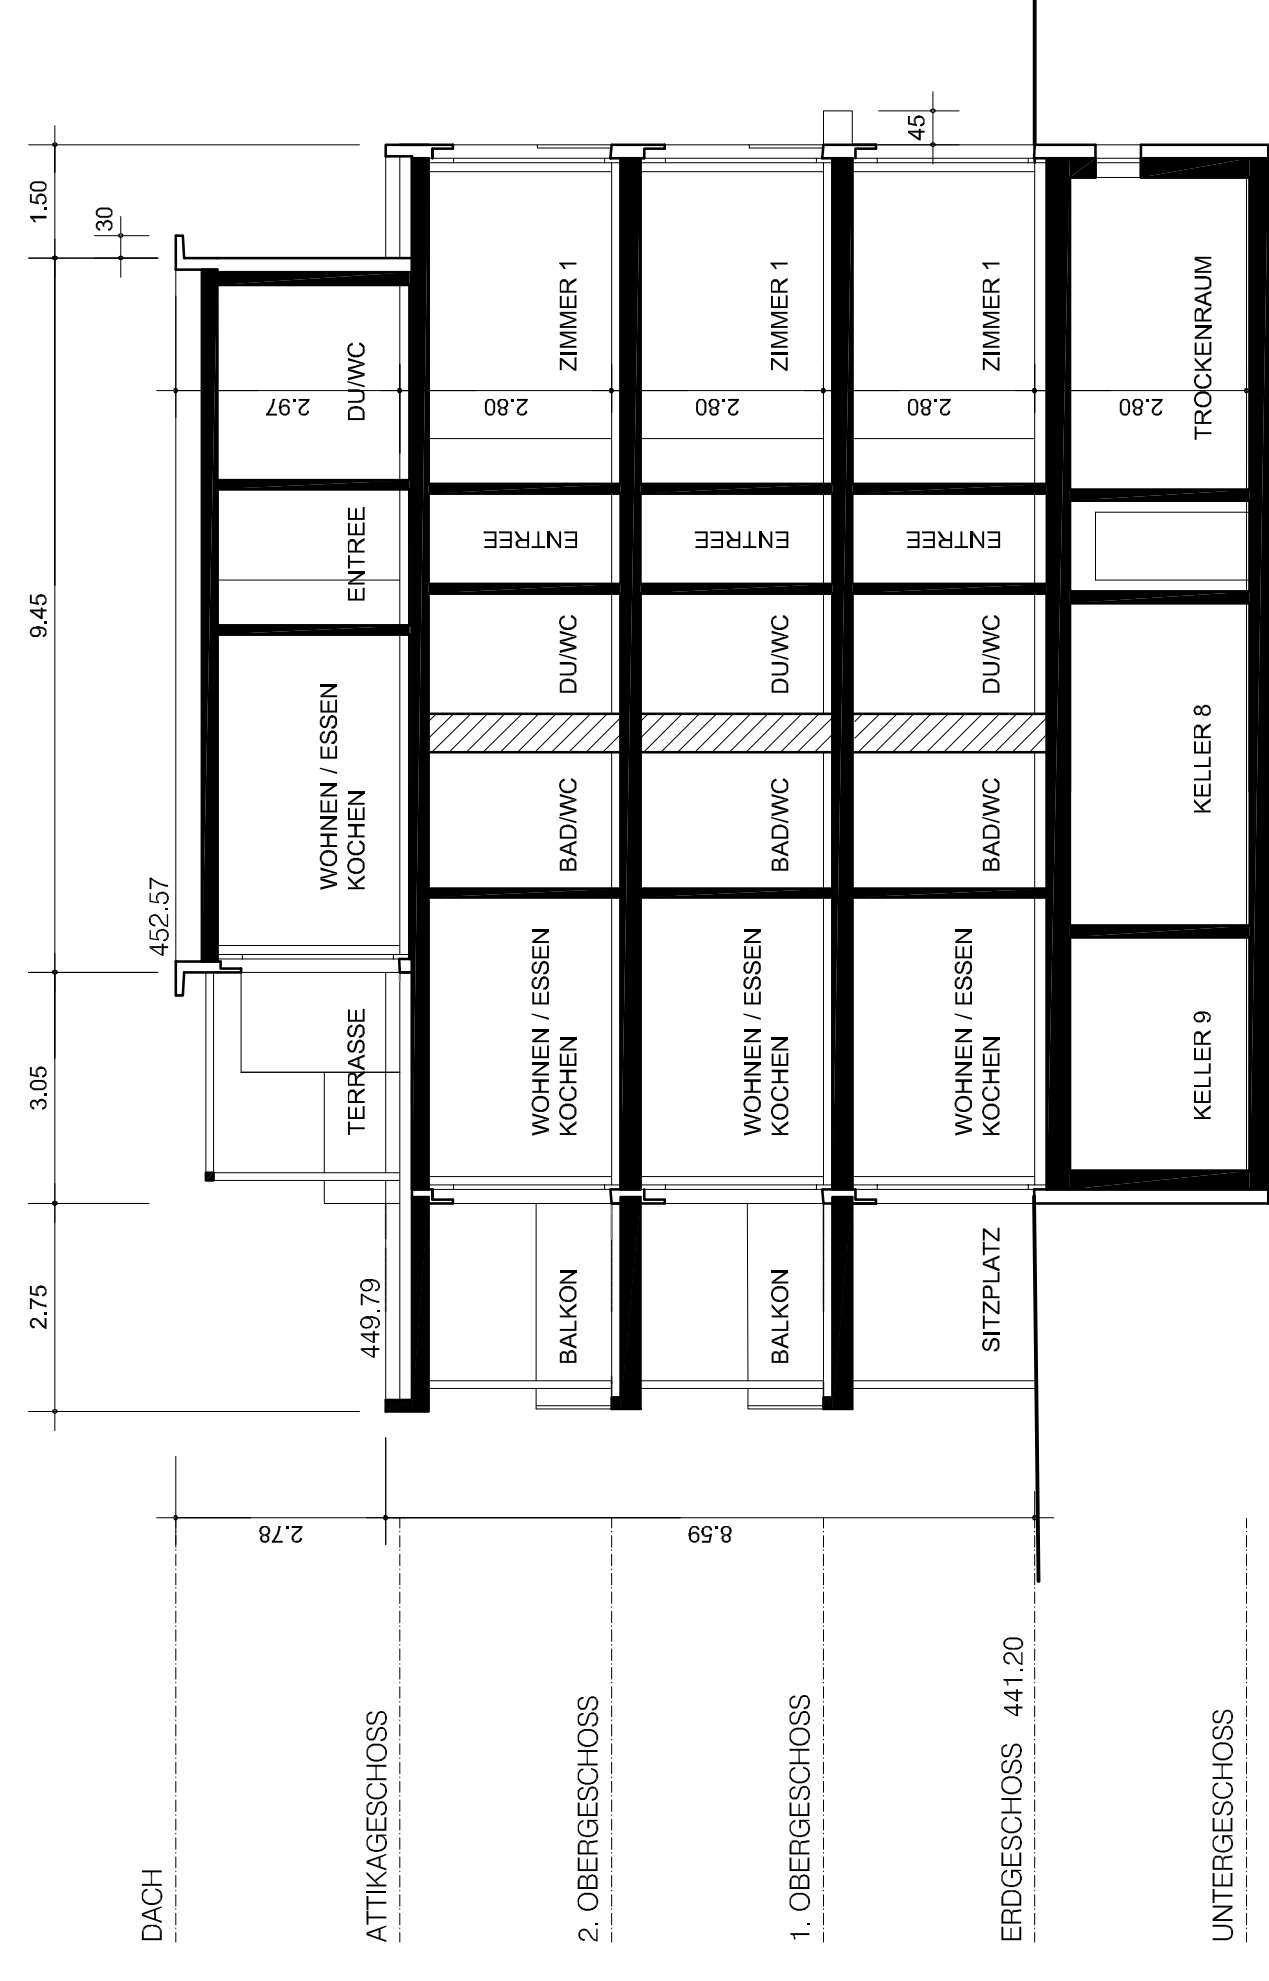 2.75
3.05
9.45
1.50
30
DACH
452.57
2.78
2.97
ATTIKAGESCHOSS
449.79
TERRASSE
WOHNEN / ESSEN
KOCHEN
ENTREE
DU/WC
2. OBERGESCHOSS
BALKON
WOHNEN / ESSEN
KOCHEN
BAD/WC
DU/WC
ENTREE
2.80
ZIMMER 1
8.59
1. OBERGESCHOSS
BALKON
WOHNEN / ESSEN
KOCHEN
BAD/WC
DU/WC
ENTREE
2.80
ZIMMER 1
ERDGESCHOSS 441.20
SITZPLATZ
WOHNEN / ESSEN
KOCHEN
BAD/WC
DU/WC
ENTREE
2.80
ZIMMER 1
45
UNTERGESCHOSS
KELLER 9
KELLER 8
2.80
TROCKENRAUM